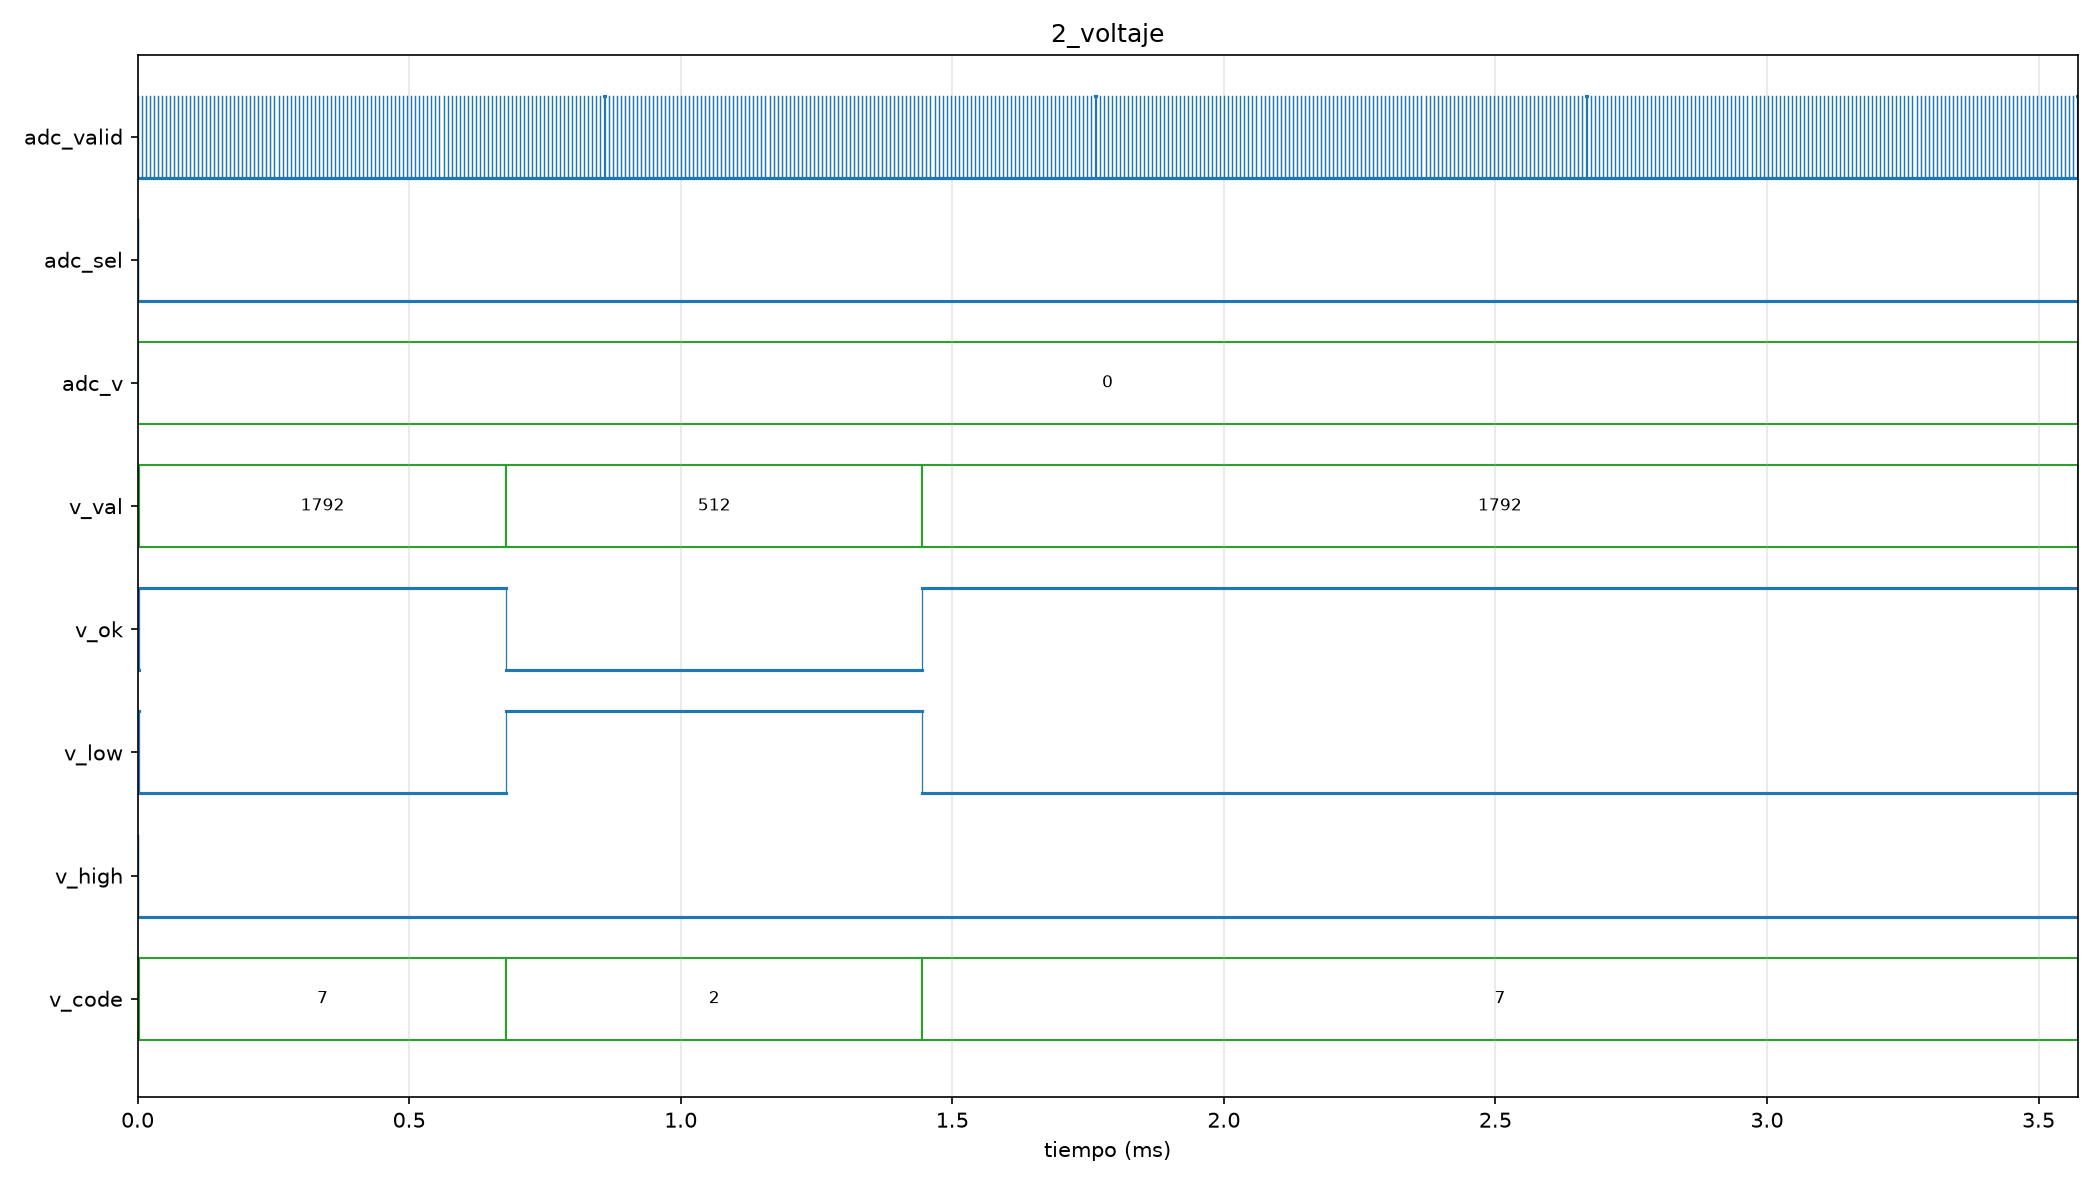 2_voltaje
adc_valid
adc_sel
adc_v 0
v_val 1792 512 1792
v_ok
v_low
v_high
v_code 7 2 7
0.0 0.5 1.0 1.5 2.0 2.5 3.0 3.5
tiempo (ms)